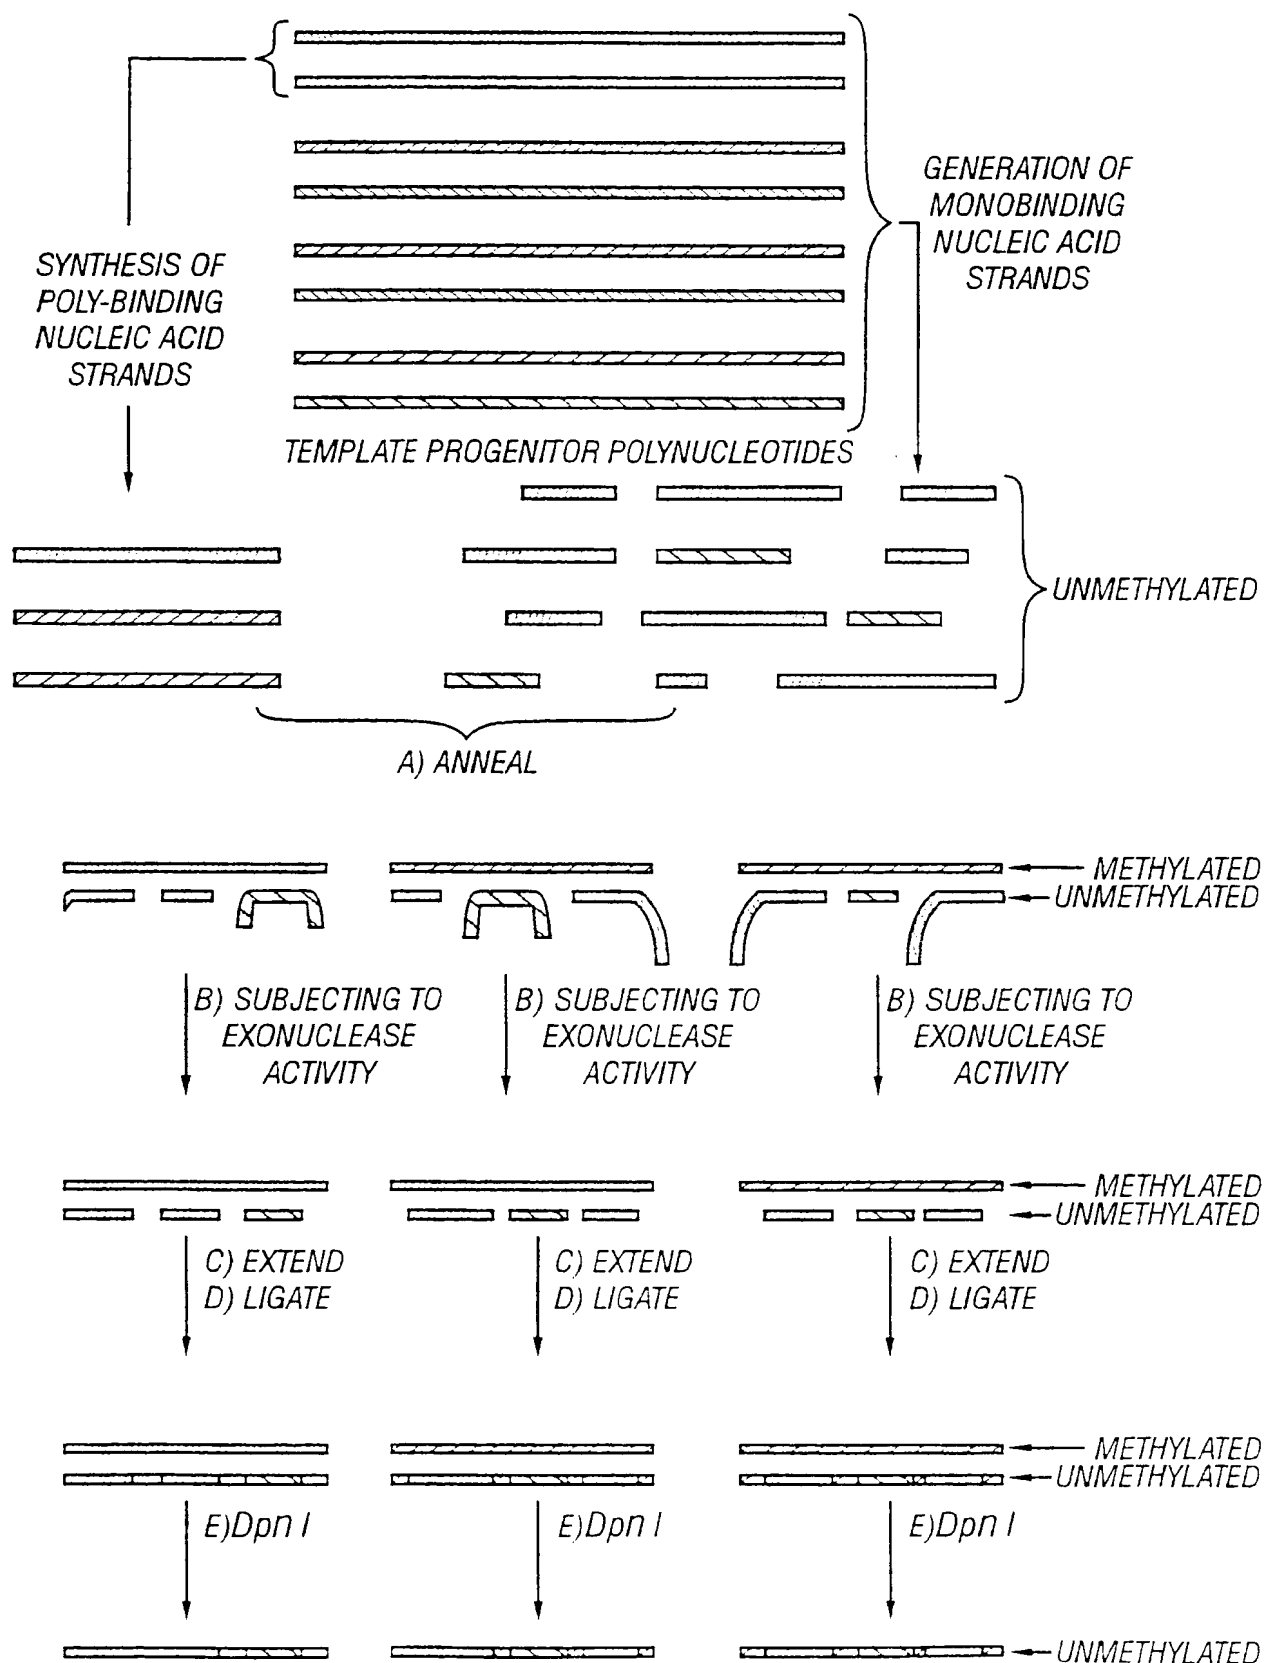 GENERATION OF
MONOBINDING
NUCLEIC ACID
STRANDS
SYNTHESIS OF
POLY-BINDING
NUCLEIC ACID
STRANDS
TEMPLATE PROGENITOR POLYNUCLEOTIDES
UNMETHYLATED
A) ANNEAL
METHYLATED
UNMETHYLATED
B) SUBJECTING TO
EXONUCLEASE
ACTIVITY
B) SUBJECTING TO
EXONUCLEASE
ACTIVITY
B) SUBJECTING TO
EXONUCLEASE
ACTIVITY
METHYLATED
UNMETHYLATED
C) EXTEND
D) LIGATE
C) EXTEND
D) LIGATE
C) EXTEND
D) LIGATE
METHYLATED
UNMETHYLATED
E)Dpn I
E)Dpn I
E)Dpn I
UNMETHYLATED